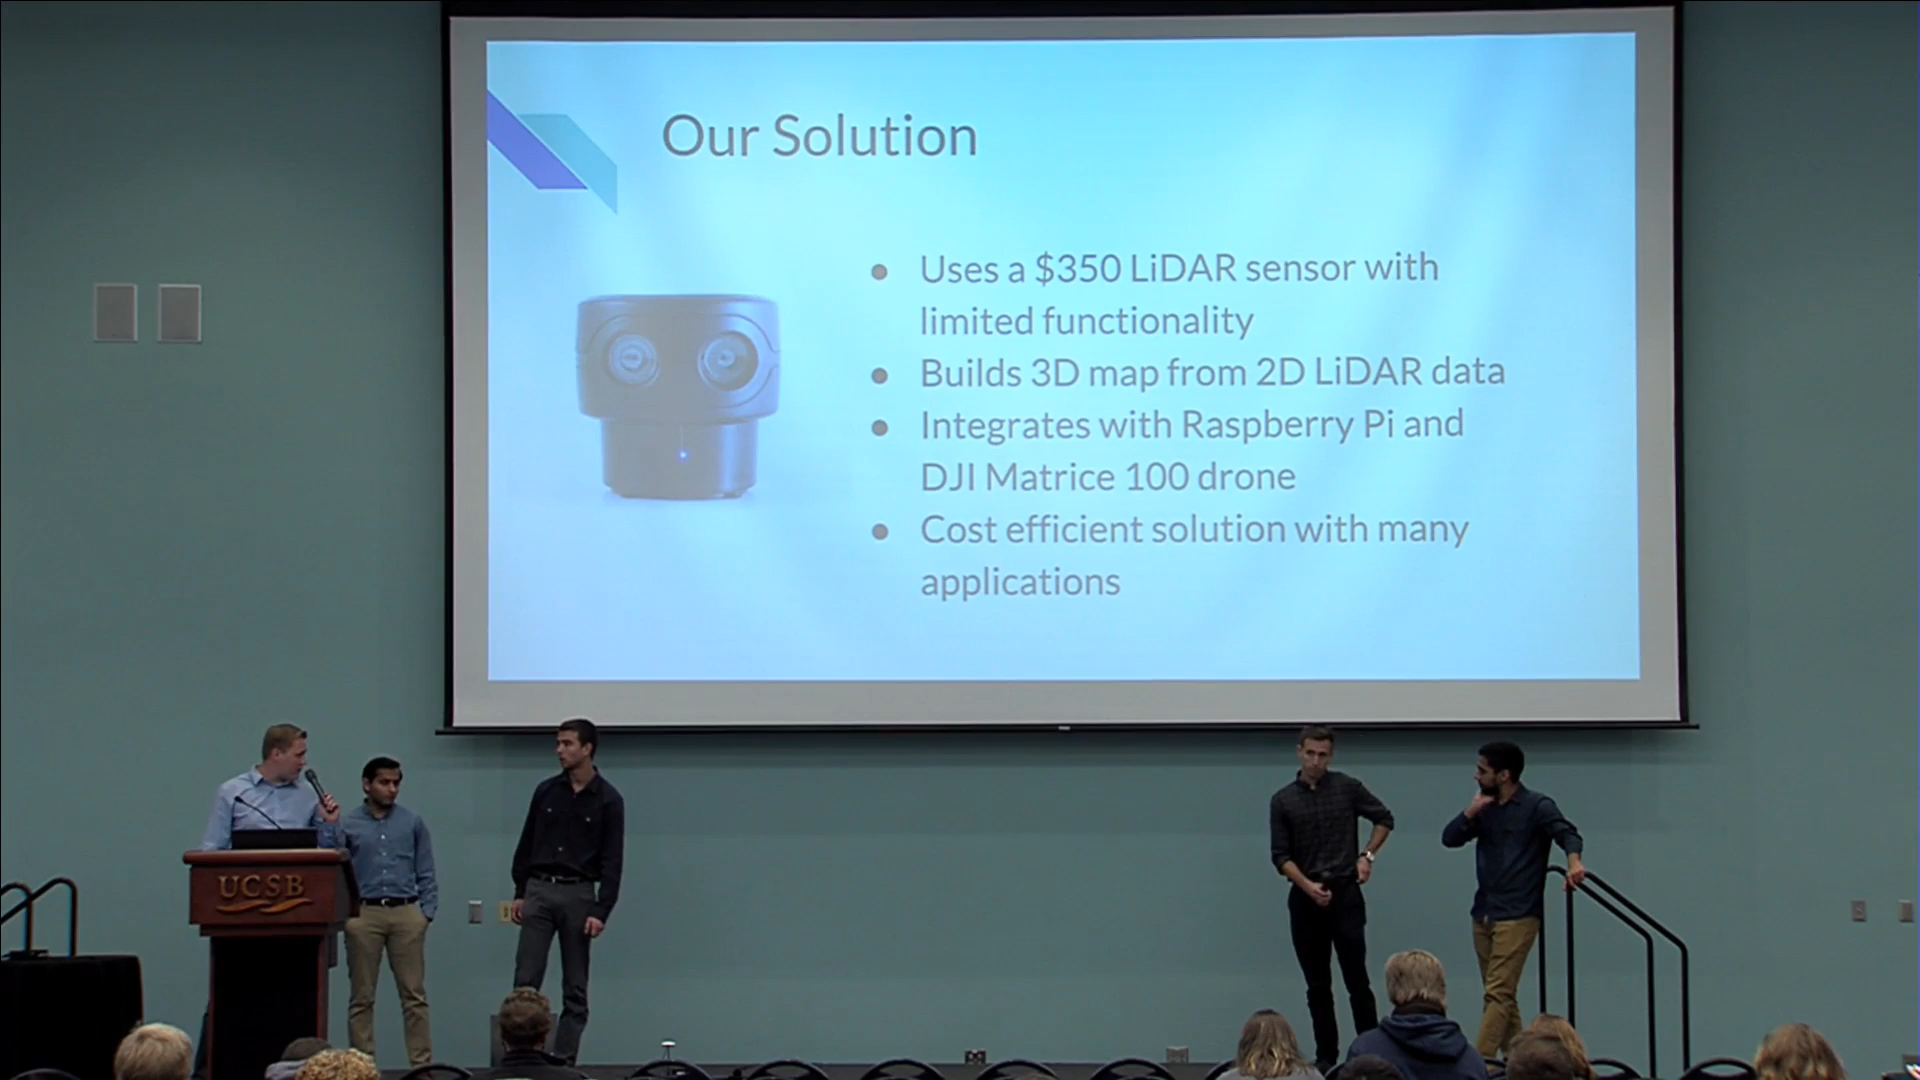 Our Solution
● Uses a $350 LiDAR sensor with
limited functionality
● Builds 3D map from 2D LiDAR data
● Integrates with Raspberry Pi and
DJI Matrice 100 drone
● Cost efficient solution with many
applications
UCSB